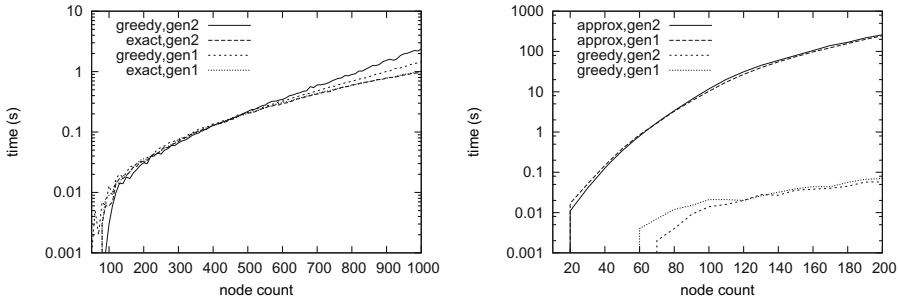 10
1
0.1
0.01
0.001
time (s)
greedy,gen2
exact,gen2
greedy,gen1
exact,gen1
100 200 300 400 500 600 700 800 900 1000
node count
1000
100
10
1
0.1
0.01
0.001
time (s)
approx,gen2
approx,gen1
greedy,gen2
greedy,gen1
20 40 60 80 100 120 140 160 180 200
node count